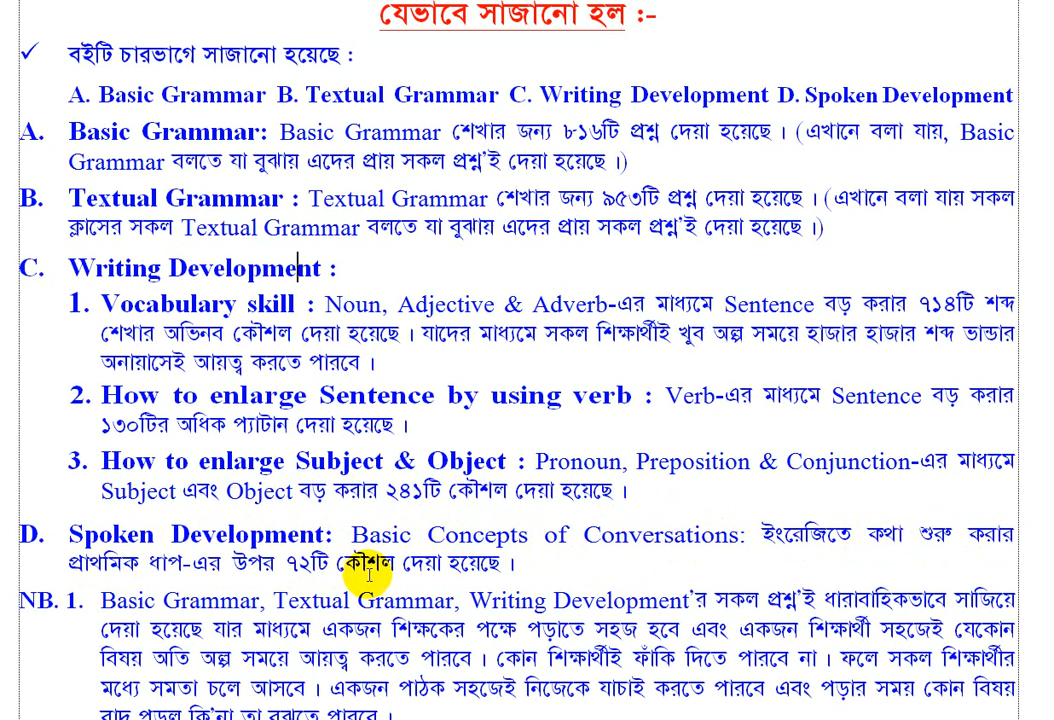 যেভাবে সাজানো হল :-
✓ বইটি চারভাগে সাজানো হয়েছে :
A. Basic Grammar B. Textual Grammar C. Writing Development D. Spoken Development
A. Basic Grammar: Basic Grammar শেখার জন্য ৮১৬টি প্রশ্ন দেয়া হয়েছে । (এখানে বলা যায়, Basic
Grammar বলতে যা বুঝায় এদের প্রায় সকল প্রশ্ন'ই দেয়া হয়েছে ।)
B. Textual Grammar : Textual Grammar শেখার জন্য ৯৫৩টি প্রশ্ন দেয়া হয়েছে । (এখানে বলা যায় সকল
ক্লাসের সকল Textual Grammar বলতে যা বুঝায় এদের প্রায় সকল প্রশ্ন'ই দেয়া হয়েছে ।)
C. Writing Development :
1. Vocabulary skill : Noun, Adjective & Adverb-এর মাধ্যমে Sentence বড় করার ৭১৪টি শব্দ
শেখার অভিনব কৌশল দেয়া হয়েছে । যাদের মাধ্যমে সকল শিক্ষার্থীই খুব অল্প সময়ে হাজার হাজার শব্দ ভান্ডার
অনায়াসেই আয়ত্ব করতে পারবে ।
2. How to enlarge Sentence by using verb : Verb-এর মাধ্যমে Sentence বড় করার
১৩০টির অধিক প্যাটান দেয়া হয়েছে ।
3. How to enlarge Subject & Object : Pronoun, Preposition & Conjunction-এর মাধ্যমে
Subject এবং Object বড় করার ২৪১টি কৌশল দেয়া হয়েছে ।
D. Spoken Development: Basic Concepts of Conversations: ইংরেজিতে কথা শুরু করার
প্রাথমিক ধাপ-এর উপর ৭২টি কৌশল দেয়া হয়েছে ।
NB. 1. Basic Grammar, Textual Grammar, Writing Development'র সকল প্রশ্ন'ই ধারাবাহিকভাবে সাজিয়ে
দেয়া হয়েছে যার মাধ্যমে একজন শিক্ষকের পক্ষে পড়াতে সহজ হবে এবং একজন শিক্ষার্থী সহজেই যেকোন
বিষয় অতি অল্প সময়ে আয়ত্ব করতে পারবে । কোন শিক্ষার্থীই ফাঁকি দিতে পারবে না । ফলে সকল শিক্ষার্থীর
মধ্যে সমতা চলে আসবে । একজন পাঠক সহজেই নিজেকে যাচাই করতে পারবে এবং পড়ার সময় কোন বিষয়
বাদ পড়ল কি'না তা বুঝতে পারবে ।